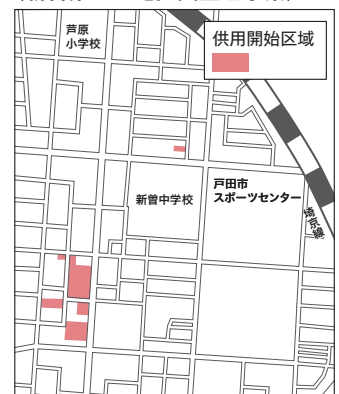 芦原
小学校
供用開始区域
新曽中学校
戸田市
スポーツセンター
埼京線